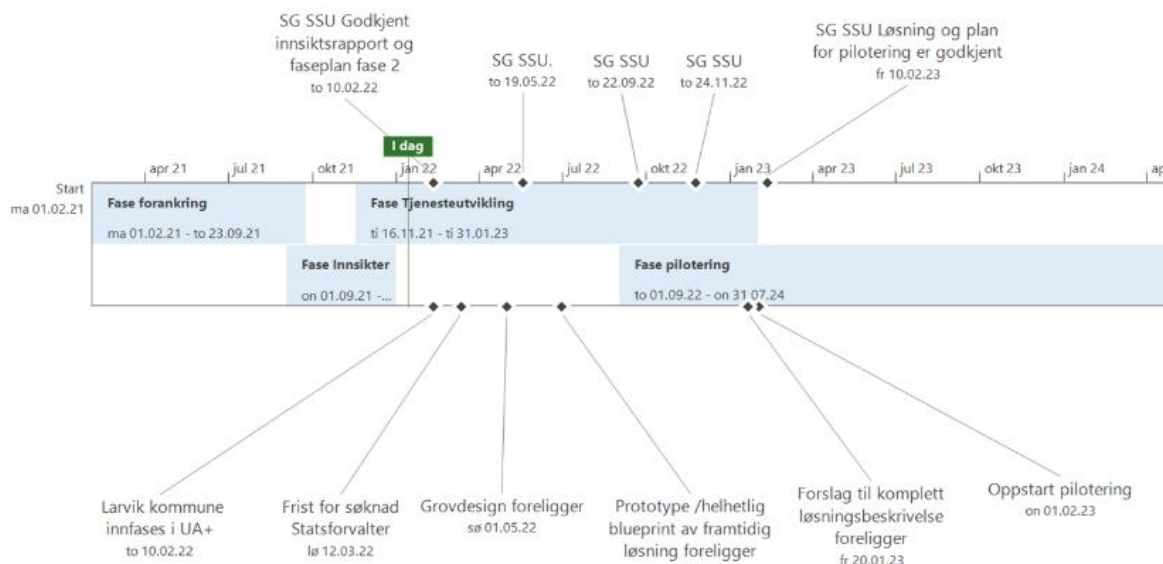 SG SSU Godkjent
innsiktsrapport og
faseplan fase 2
to 10.02.22
SG SSU.
to 19.05.22
SG SSU
to 22.09.22
SG SSU
to 24.11.22
SG SSU Løsning og plan
for pilotering er godkjent
fr 10.02.23
I dag
apr 21 jul 21 okt 21 jan 22 apr 22 jul 22 okt 22 jan 23 apr 23 jul 23 okt 23 jan 24 ap
Start
ma 01.02.21
Fase forankring
ma 01.02.21 - to 23.09.21
Fase Tjenesteutvikling
ti 16.11.21 - ti 31.01.23
Fase Innsikter
on 01.09.21 -...
Fase pilotering
to 01.09.22 - on 31.07.24
Larvik kommune
innfases i UA+
to 10.02.22
Frist for søknad
Statsforvalter
lø 12.03.22
Grovdesign foreligger
sø 01.05.22
Prototype /helhetlig
blueprint av framtidig
løsning foreligger
Forslag til komplett
løsningsbeskrivelse
foreligger
fr 20.01.23
Oppstart pilotering
on 01.02.23